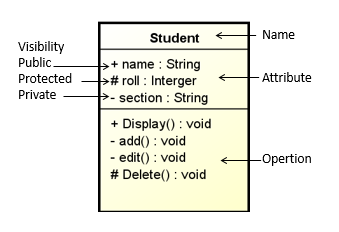 Student
Name
Visibility
Public
Protected
Private
+ name : String
# roll : Interger
- section : String
Attribute
+ Display() : void
- add() : void
- edit() : void
# Delete() : void
Opertion